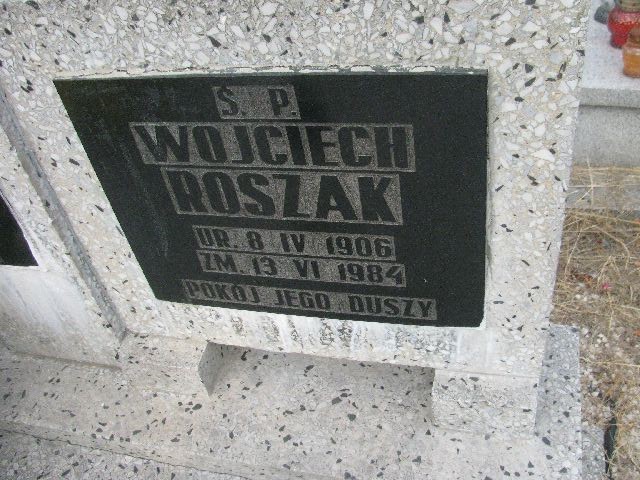 Ś. P.
WOJCIECH
ROSZAK
UR. 8 IV 1906
ZM. 13 VI 1984
POKÓJ JEGO DUSZY